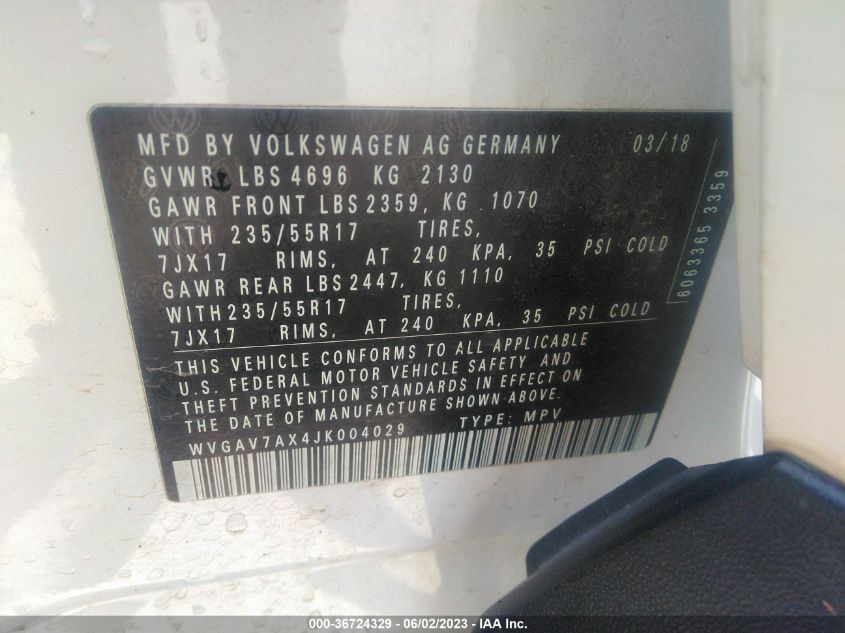 MFD BY VOLKSWAGEN AG GERMANY 03/18
GVWR LBS 4696 KG 2130
GAWR FRONT LBS 2359, KG 1070
WITH 235/55R17 TIRES,
7JX17 RIMS, AT 240 KPA, 35 PSI COLD
GAWR REAR LBS 2447, KG 1110
WITH 235/55R17 TIRES,
7JX17 RIMS, AT 240 KPA, 35 PSI COLD
THIS VEHICLE CONFORMS TO ALL APPLICABLE
U.S. FEDERAL MOTOR VEHICLE SAFETY AND
THEFT PREVENTION STANDARDS IN EFFECT ON
THE DATE OF MANUFACTURE SHOWN ABOVE.
WVGAV7AX4JK004029 TYPE: MPV
6063365 3359
000-36724329 - 06/02/2023 - IAA Inc.